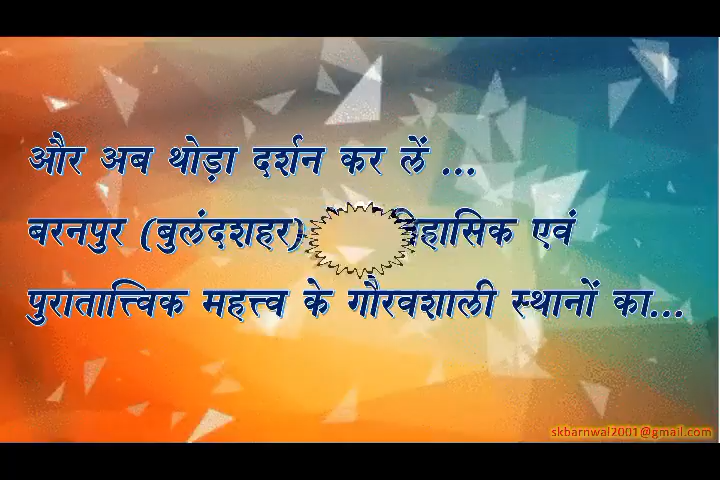 और अब थोड़ा दर्शन कर लें ...
बरनपुर (बुलंदशहर) एवं
पुरातात्त्विक महत्त्व के गौरवशाली स्थानों का...
skbarnwal2001@gmail.com